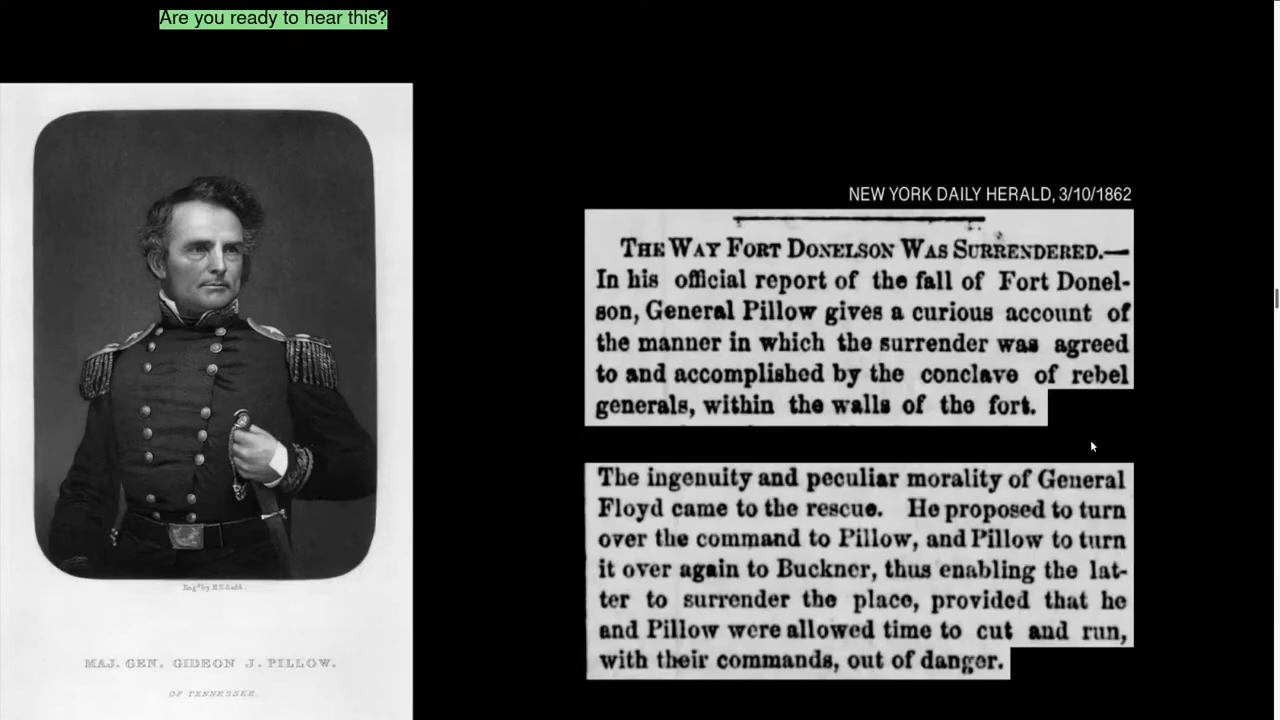 Are you ready to hear this?
NEW YORK DAILY HERALD, 3/10/1862
THE WAY FORT DONELSON WAS SURRENDERED.—
In his official report of the fall of Fort Donel-
son, General Pillow gives a curious account of
the manner in which the surrender was agreed
to and accomplished by the conclave of rebel
generals, within the walls of the fort.
The ingenuity and peculiar morality of General
Floyd came to the rescue. He proposed to turn
over the command to Pillow, and Pillow to turn
it over again to Buckner, thus enabling the lat-
ter to surrender the place, provided that he
and Pillow were allowed time to cut and run,
with their commands, out of danger.
MAJ. GEN. GIDEON J. PILLOW.
OF TENNESSEE.